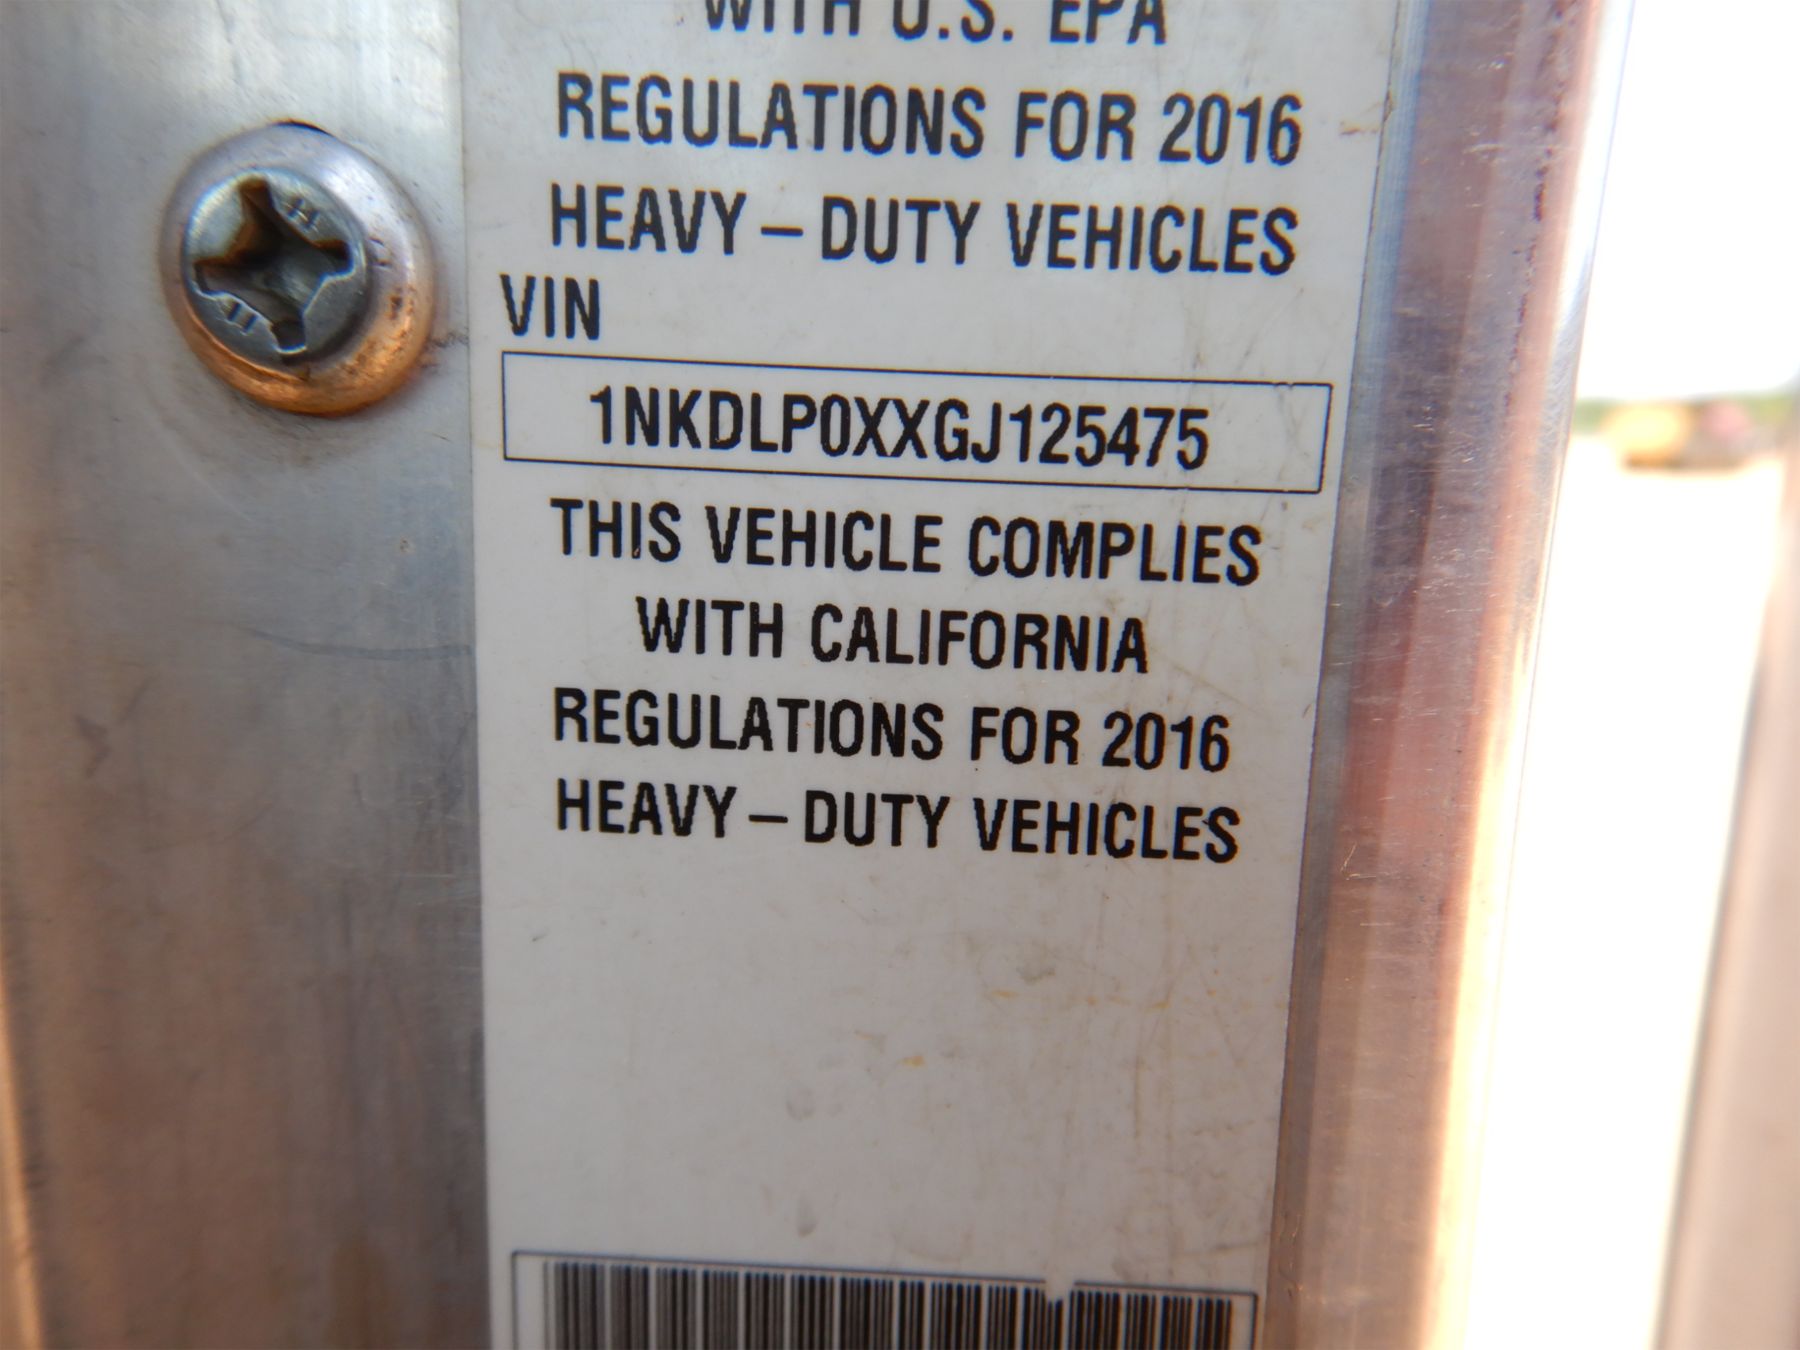 WITH U.S. EPA
REGULATIONS FOR 2016
HEAVY – DUTY VEHICLES
VIN
1NKDLP0XXGJ125475
THIS VEHICLE COMPLIES
WITH CALIFORNIA
REGULATIONS FOR 2016
HEAVY – DUTY VEHICLES